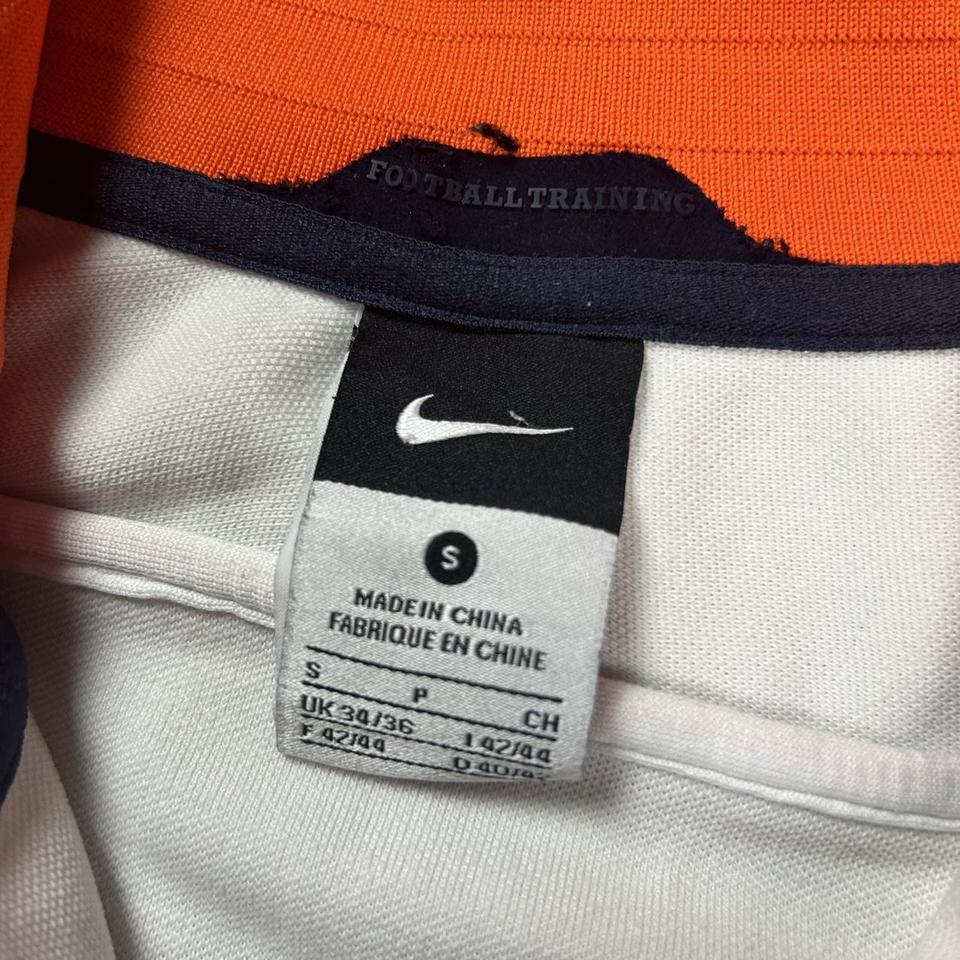 FOOTBALL TRAINING
S
MADE IN CHINA
FABRIQUE EN CHINE
S P CH
UK 34/36 I 42/44
F 42/44